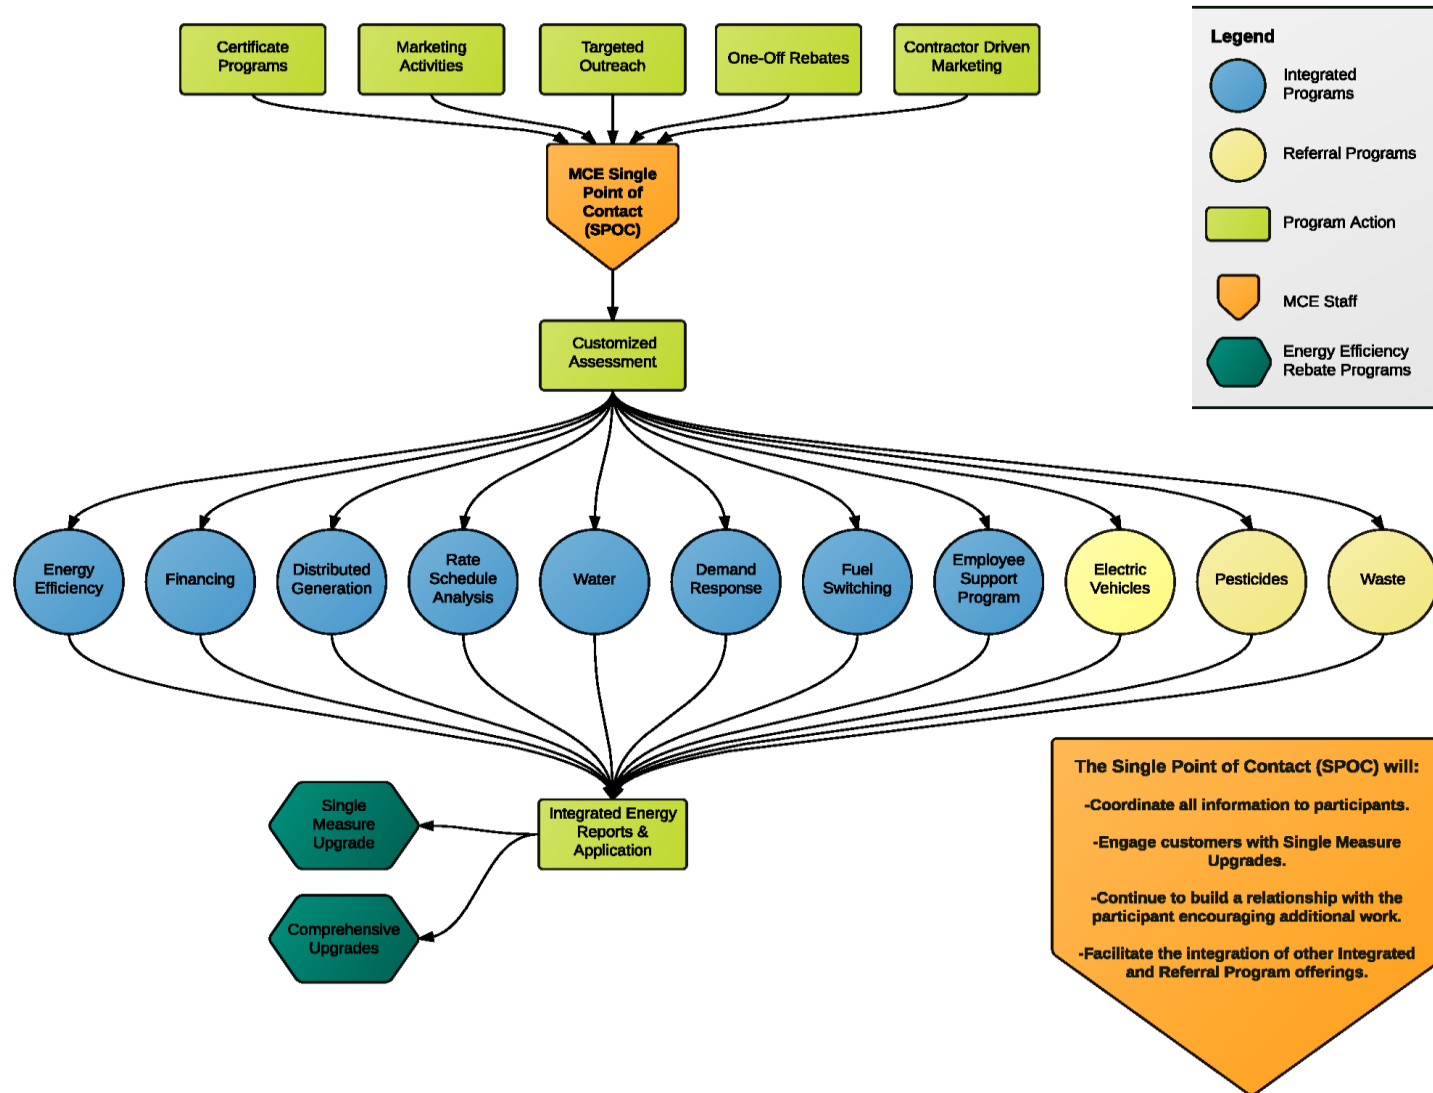 Certificate
Programs
Marketing
Activities
Targeted
Outreach
One-Off Rebates
Contractor Driven
Marketing
Legend
Integrated
Programs
Referral Programs
Program Action
MCE Staff
Energy Efficiency
Rebate Programs
MCE Single
Point of
Contact
(SPOC)
Customized
Assessment
Energy
Efficiency
Financing
Distributed
Generation
Rate
Schedule
Analysis
Water
Demand
Response
Fuel
Switching
Employee
Support
Program
Electric
Vehicles
Pesticides
Waste
Single
Measure
Upgrade
Integrated Energy
Reports &
Application
Comprehensive
Upgrades
The Single Point of Contact (SPOC) will:
-Coordinate all information to participants.
-Engage customers with Single Measure
Upgrades.
-Continue to build a relationship with the
participant encouraging additional work.
-Facilitate the integration of other Integrated
and Referral Program offerings.